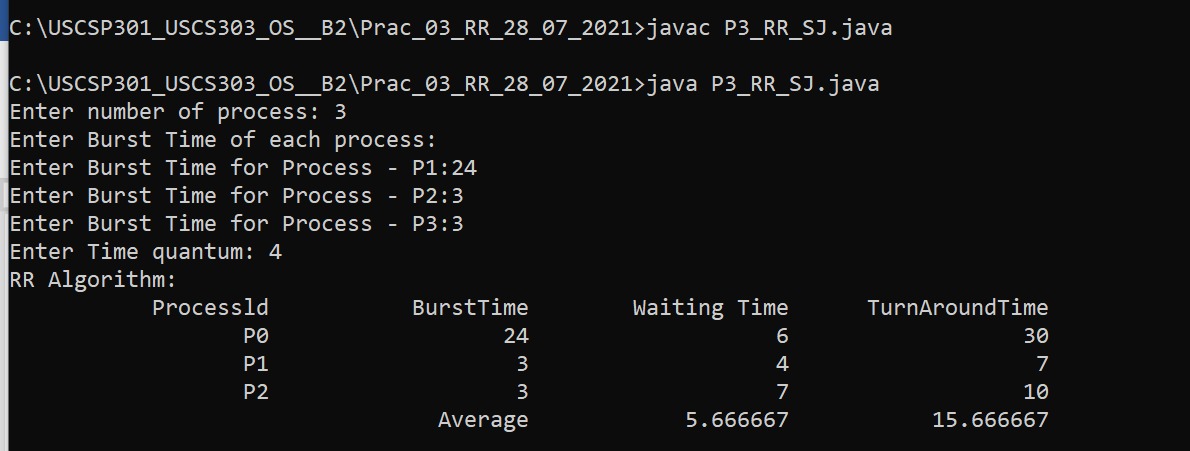 C:\USCSP301_USCS303_OS__B2\Prac_03_RR_28_07_2021>javac P3_RR_SJ.java
C:\USCSP301_USCS303_OS__B2\Prac_03_RR_28_07_2021>java P3_RR_SJ.java
Enter number of process: 3
Enter Burst Time of each process:
Enter Burst Time for Process - P1:24
Enter Burst Time for Process - P2:3
Enter Burst Time for Process - P3:3
Enter Time quantum: 4
RR Algorithm:
Processld BurstTime Waiting Time TurnAroundTime
P0 24 6 30
P1 3 4 7
P2 3 7 10
Average 5.666667 15.666667